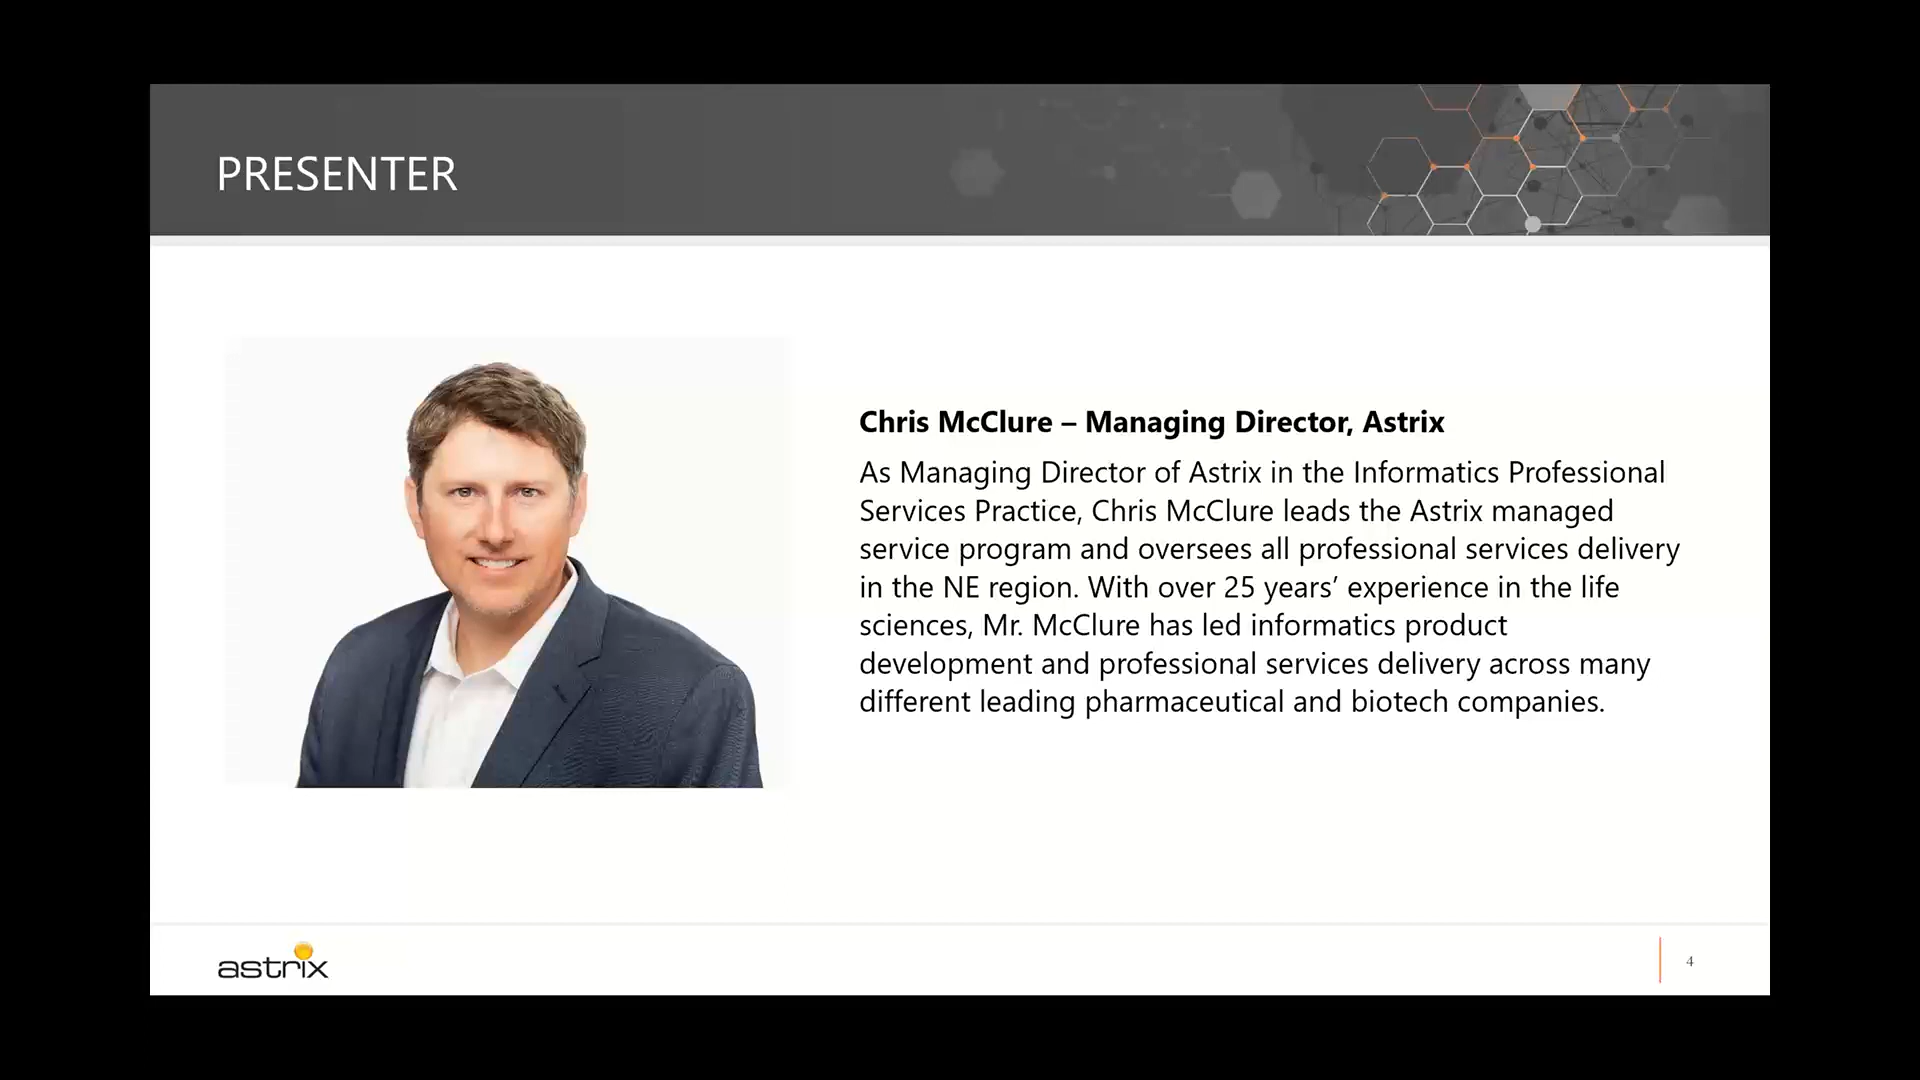 PRESENTER
Chris McClure – Managing Director, Astrix
As Managing Director of Astrix in the Informatics Professional
Services Practice, Chris McClure leads the Astrix managed
service program and oversees all professional services delivery
in the NE region. With over 25 years’ experience in the life
sciences, Mr. McClure has led informatics product
development and professional services delivery across many
different leading pharmaceutical and biotech companies.
astrix
4